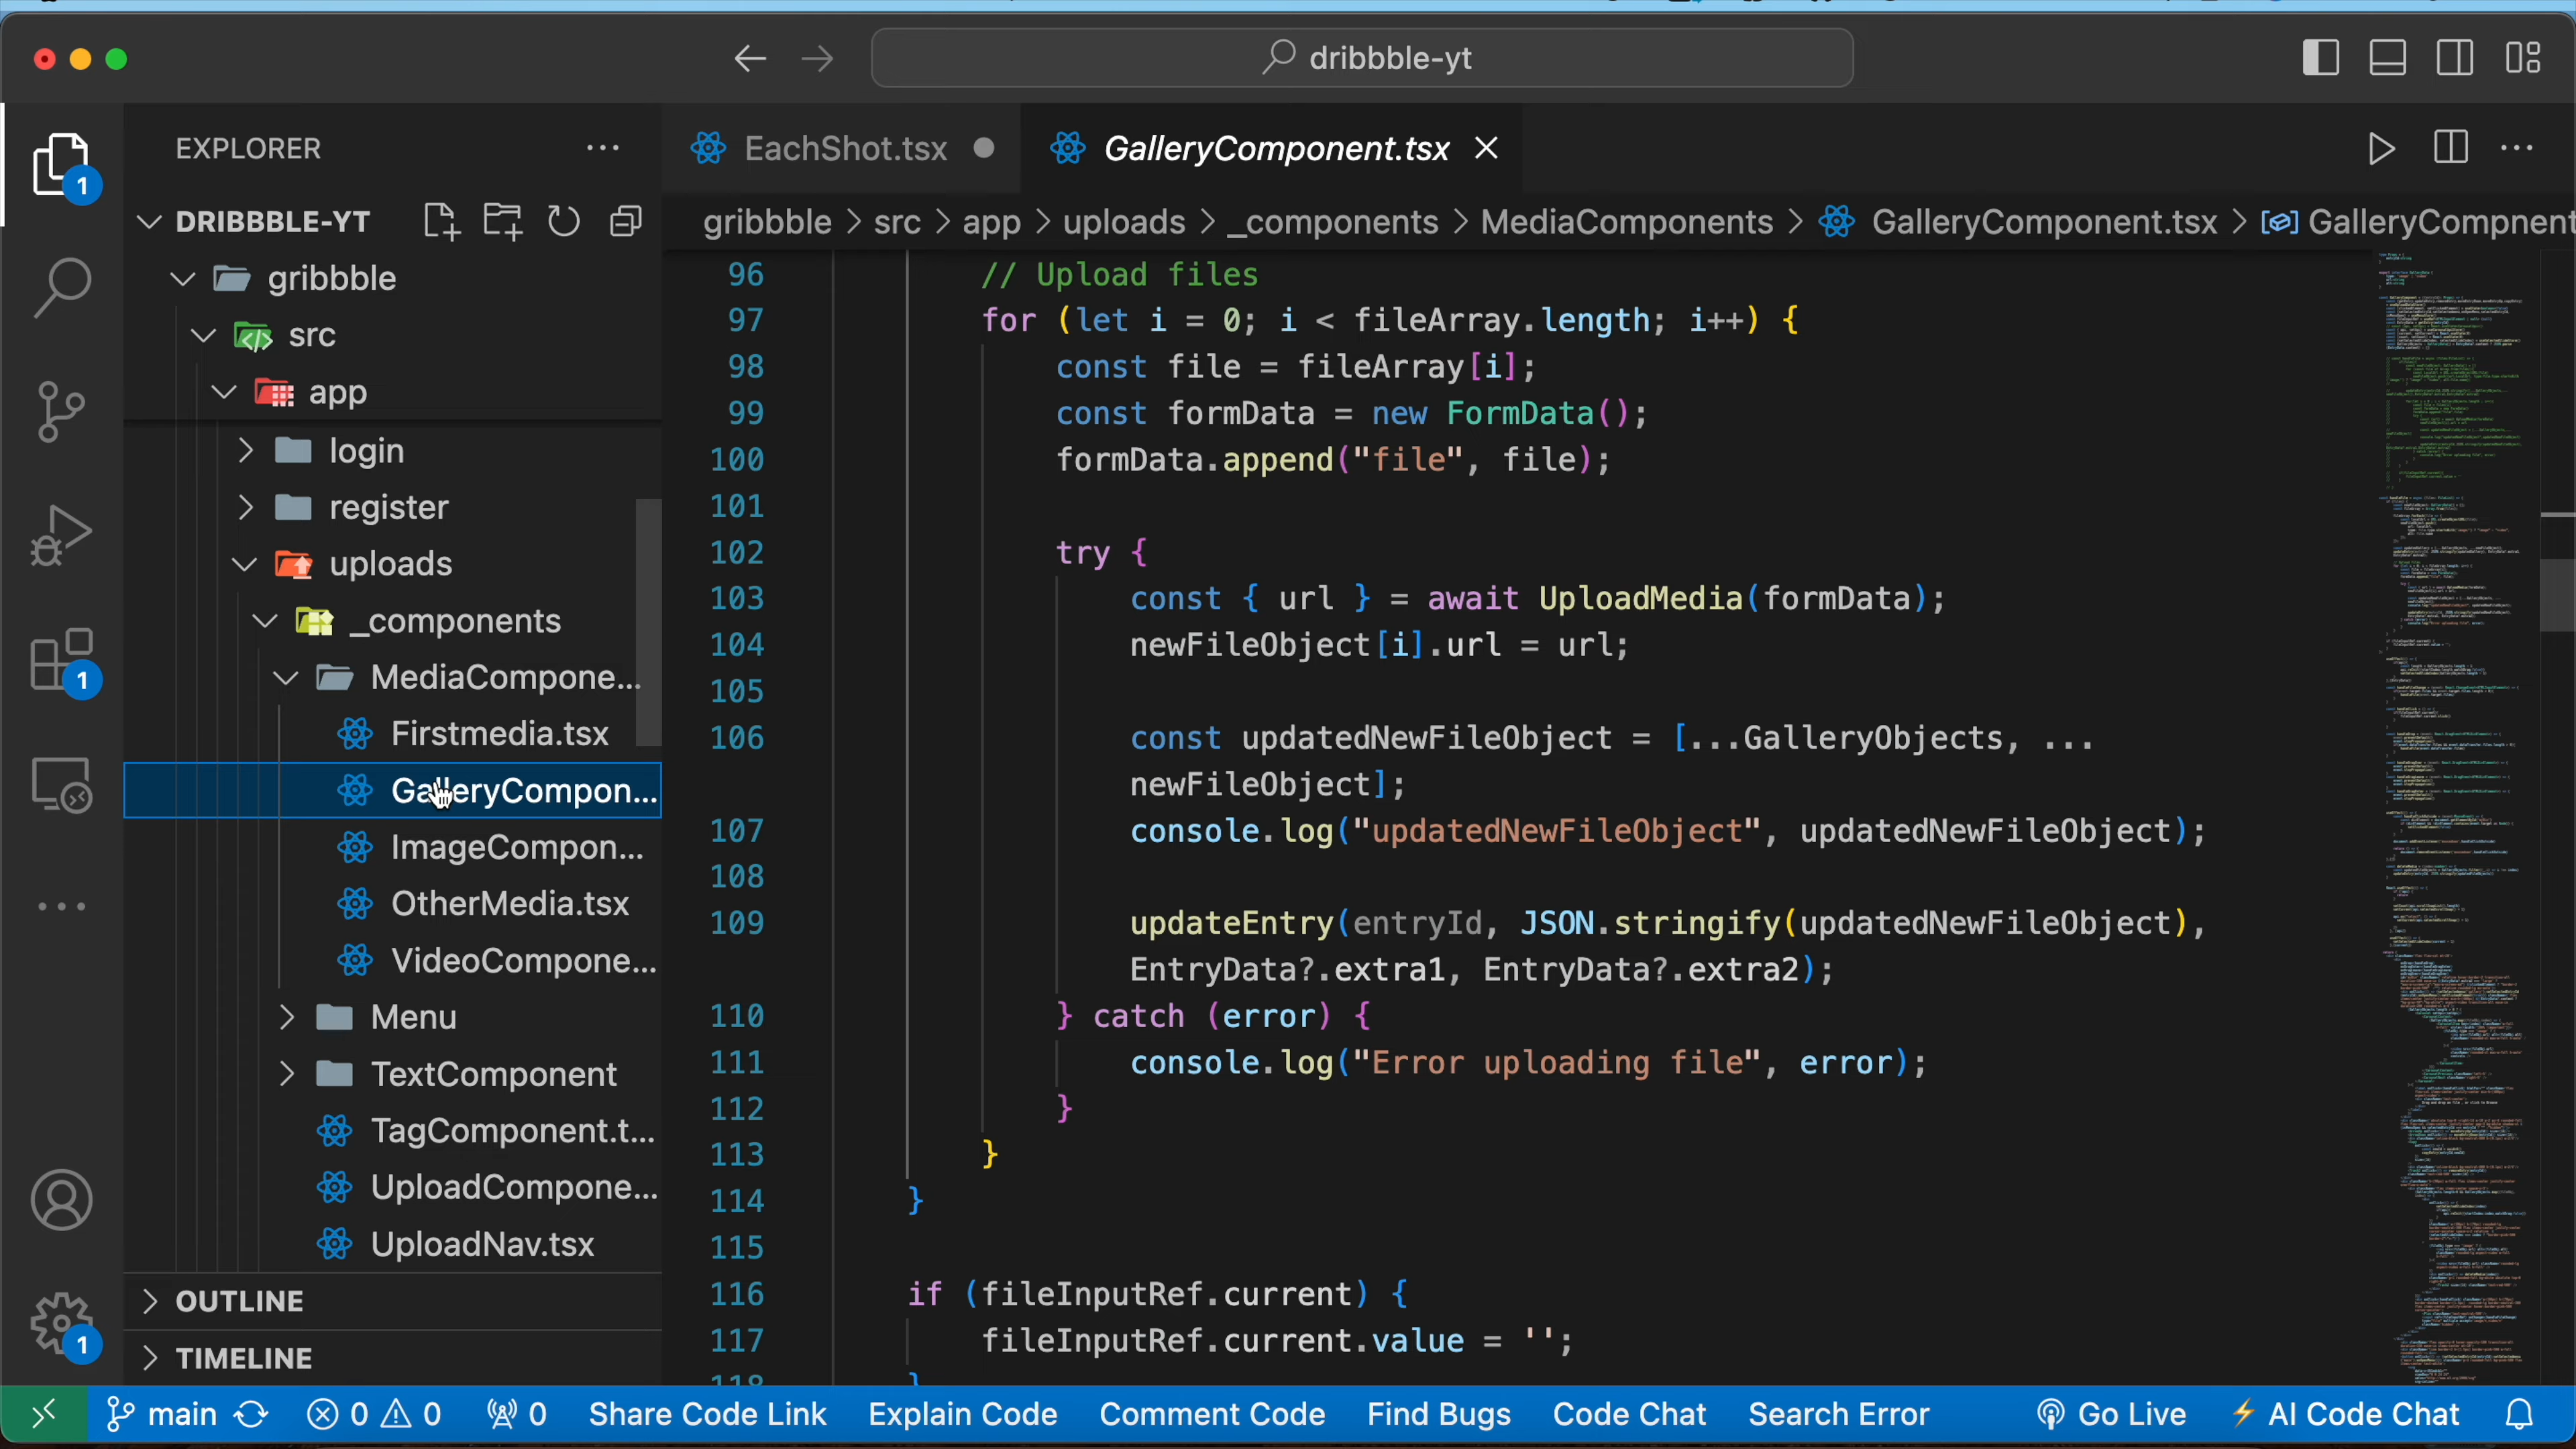 dribbble-yt
EXPLORER
EachShot.tsx
GalleryComponent.tsx
DRIBBBLE-YT
gribbble > src > app > uploads > _components > MediaComponents > GalleryComponent.tsx > GalleryCompnent
gribbble
src
app
login
register
uploads
_components
MediaCompone...
Firstmedia.tsx
GalleryCompon...
ImageCompon...
OtherMedia.tsx
VideoCompone...
Menu
TextComponent
TagComponent.t...
UploadCompone...
UploadNav.tsx
OUTLINE
TIMELINE
1
1
1
96 // Upload files
97 for (let i = 0; i < fileArray.length; i++) {
98 const file = fileArray[i];
99 const formData = new FormData();
100 formData.append("file", file);
101
102 try {
103 const { url } = await UploadMedia(formData);
104 newFileObject[i].url = url;
105
106 const updatedNewFileObject = [...GalleryObjects, ...
newFileObject];
107 console.log("updatedNewFileObject", updatedNewFileObject);
108
109 updateEntry(entryId, JSON.stringify(updatedNewFileObject),
EntryData?.extra1, EntryData?.extra2);
110 } catch (error) {
111 console.log("Error uploading file", error);
112 }
113 }
114 }
115
116 if (fileInputRef.current) {
117 fileInputRef.current.value = '';
118 }
main 0 0 0 Share Code Link Explain Code Comment Code Find Bugs Code Chat Search Error Go Live AI Code Chat